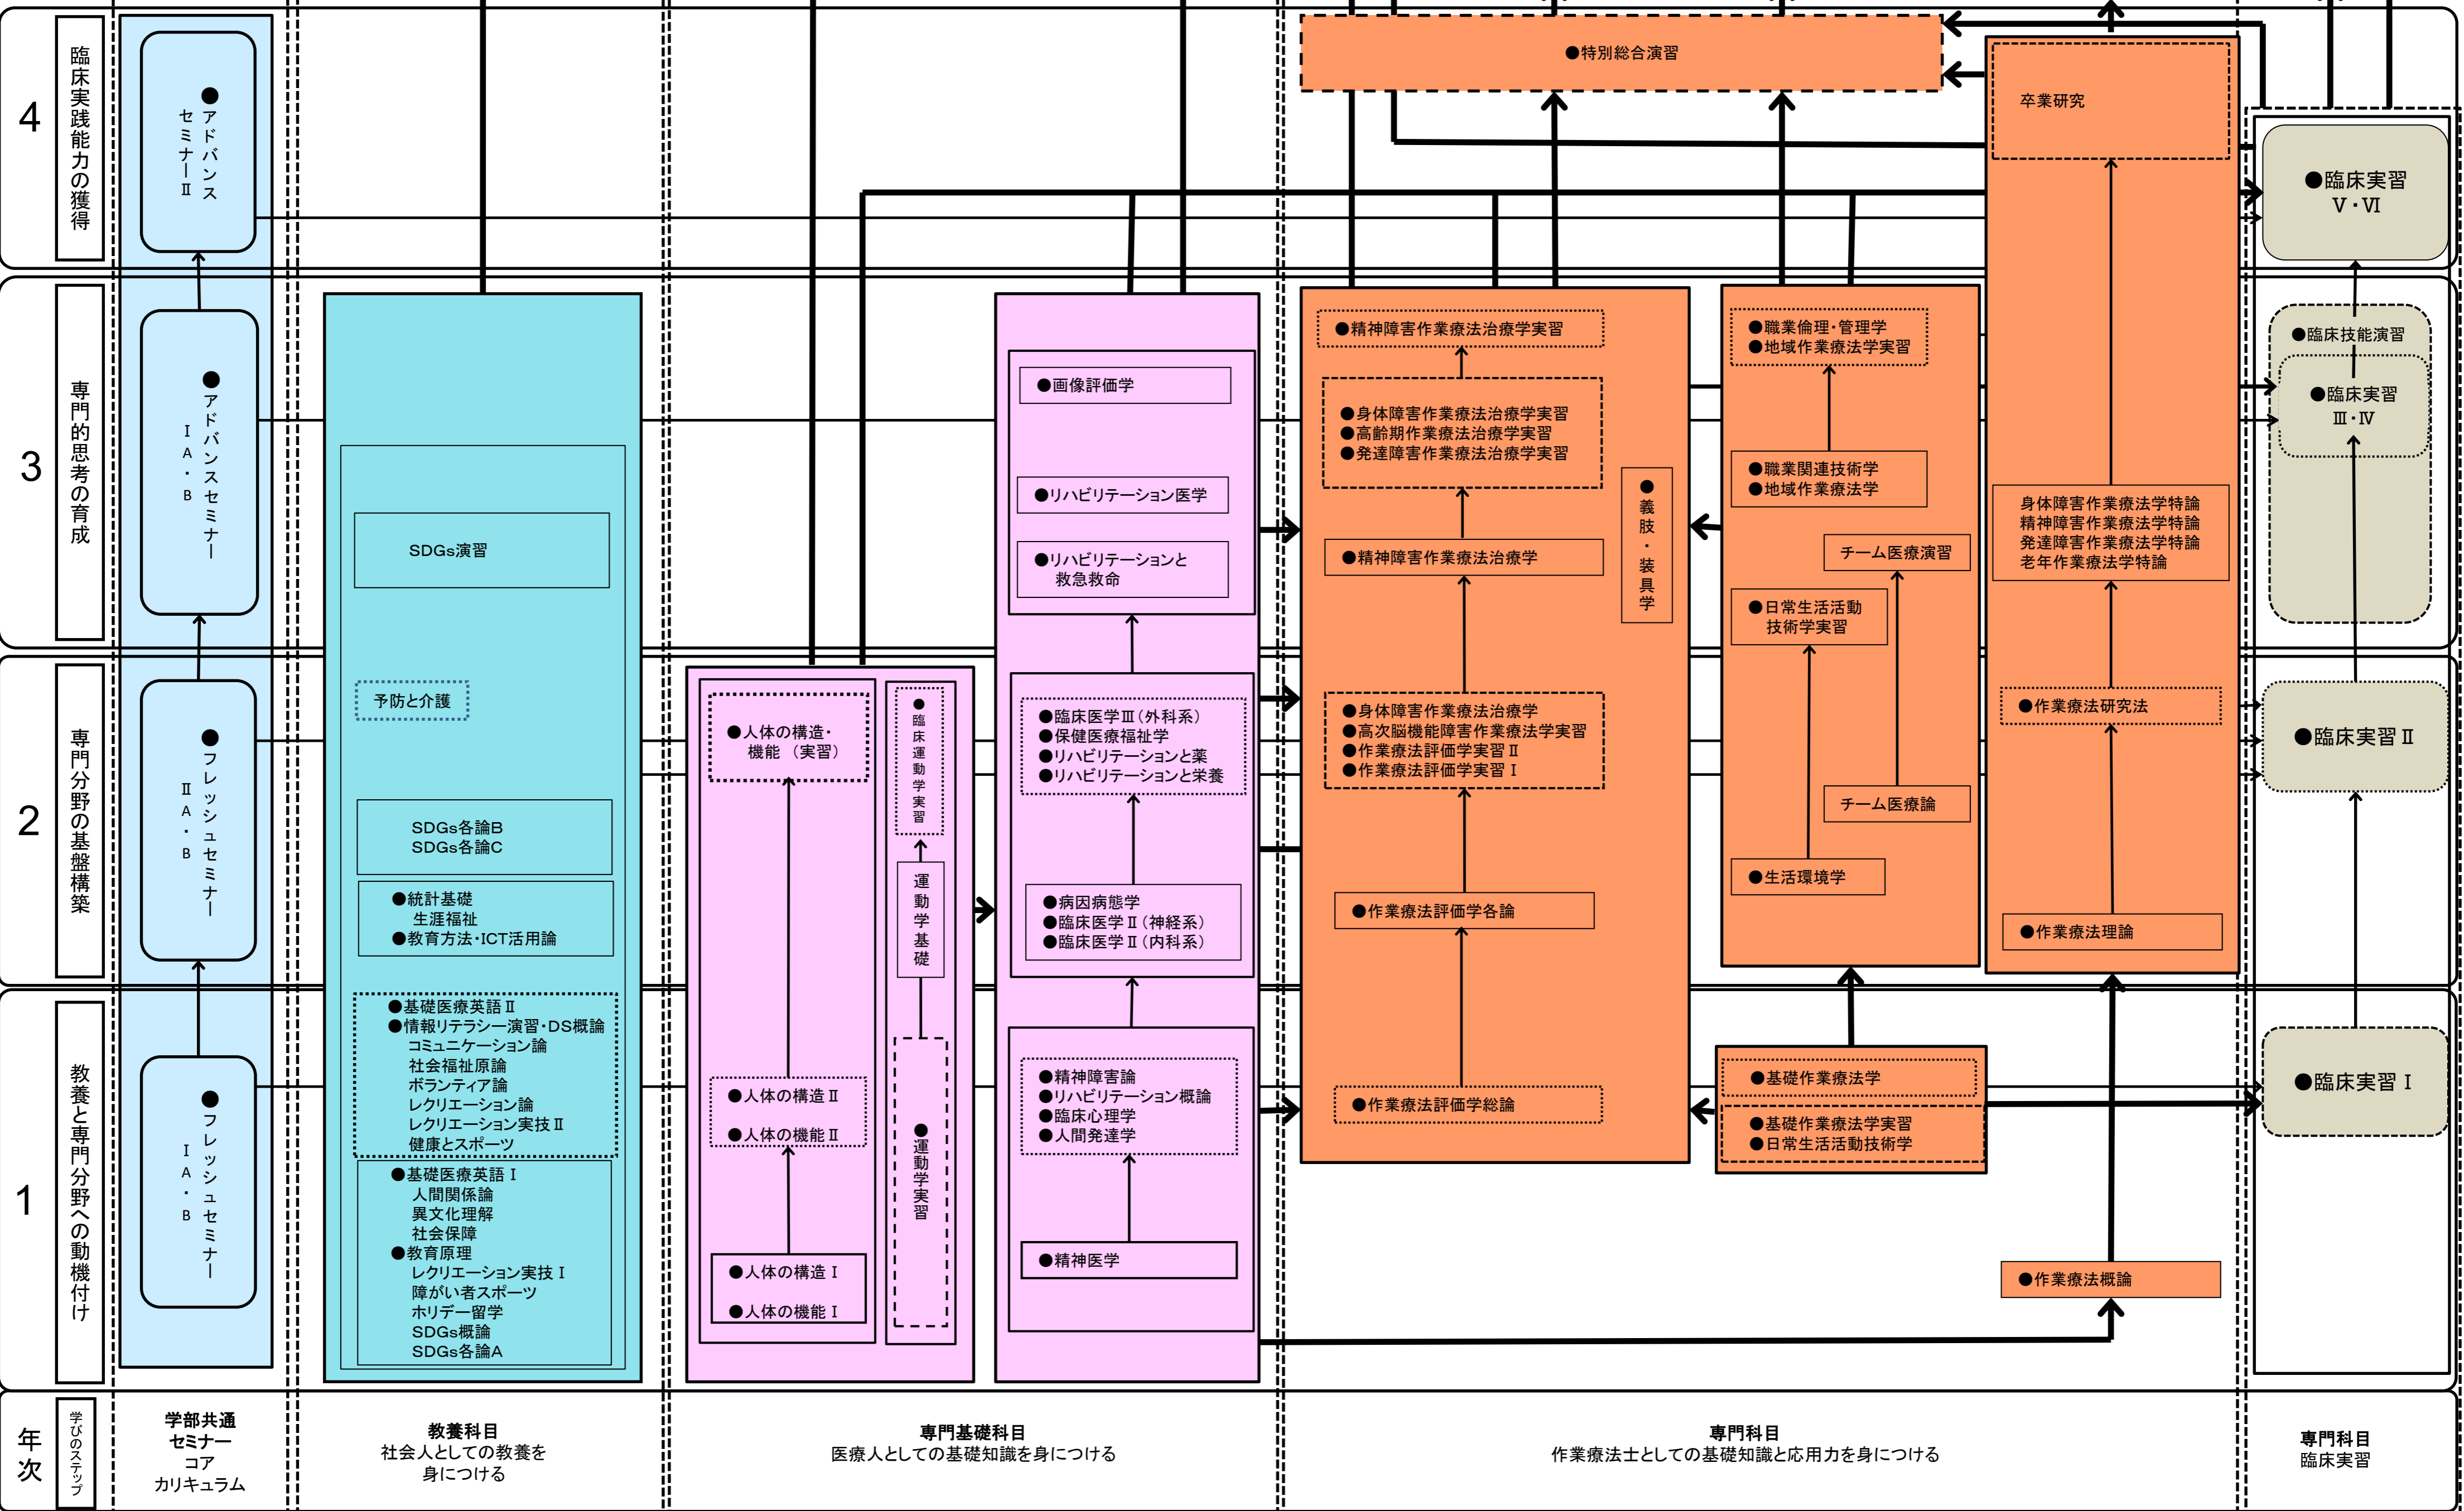 4
臨床実践能力の獲得
●アドバンス
セミナーⅡ
●特別総合演習
卒業研究
●臨床実習
Ⅴ・Ⅵ
3
専門的思考の育成
●アドバンスセミナー
ⅠA・B
SDGs演習
●画像評価学
●リハビリテーション医学
●リハビリテーションと
救急救命
●精神障害作業療法治療学実習
●身体障害作業療法治療学実習
●高齢期作業療法治療学実習
●発達障害作業療法治療学実習
●義肢・装具学
●精神障害作業療法治療学
●職業倫理・管理学
●地域作業療法学実習
●職業関連技術学
●地域作業療法学
チーム医療演習
●日常生活活動
技術学実習
身体障害作業療法学特論
精神障害作業療法学特論
発達障害作業療法学特論
老年作業療法学特論
●臨床技能演習
●臨床実習
Ⅲ・Ⅳ
2
専門分野の基盤構築
●フレッシュセミナー
ⅡA・B
予防と介護
SDGs各論B
SDGs各論C
●統計基礎
生涯福祉
●教育方法・ICT活用論
●人体の構造・
機能（実習）
●臨床運動学実習
運動学基礎
●臨床医学Ⅲ（外科系）
●保健医療福祉学
●リハビリテーションと薬
●リハビリテーションと栄養
●病因病態学
●臨床医学Ⅱ（神経系）
●臨床医学Ⅱ（内科系）
●身体障害作業療法治療学
●高次脳機能障害作業療法学実習
●作業療法評価学実習Ⅱ
●作業療法評価学実習Ⅰ
●作業療法評価学各論
チーム医療論
●生活環境学
●作業療法研究法
●作業療法理論
●臨床実習Ⅱ
1
教養と専門分野への動機付け
●フレッシュセミナー
ⅠA・B
●基礎医療英語Ⅱ
●情報リテラシー演習・DS概論
コミュニケーション論
社会福祉原論
ボランティア論
レクリエーション論
レクリエーション実技Ⅱ
健康とスポーツ
●基礎医療英語Ⅰ
人間関係論
異文化理解
社会保障
●教育原理
レクリエーション実技Ⅰ
障がい者スポーツ
ホリデー留学
SDGs概論
SDGs各論A
●人体の構造Ⅱ
●人体の機能Ⅱ
●人体の構造Ⅰ
●人体の機能Ⅰ
●運動学実習
●精神障害論
●リハビリテーション概論
●臨床心理学
●人間発達学
●精神医学
●作業療法評価学総論
●基礎作業療法学
●基礎作業療法学実習
●日常生活活動技術学
●作業療法概論
●臨床実習Ⅰ
年次
学びのステップ
学部共通
セミナー
コア
カリキュラム
教養科目
社会人としての教養を
身につける
専門基礎科目
医療人としての基礎知識を身につける
専門科目
作業療法士としての基礎知識と応用力を身につける
専門科目
臨床実習